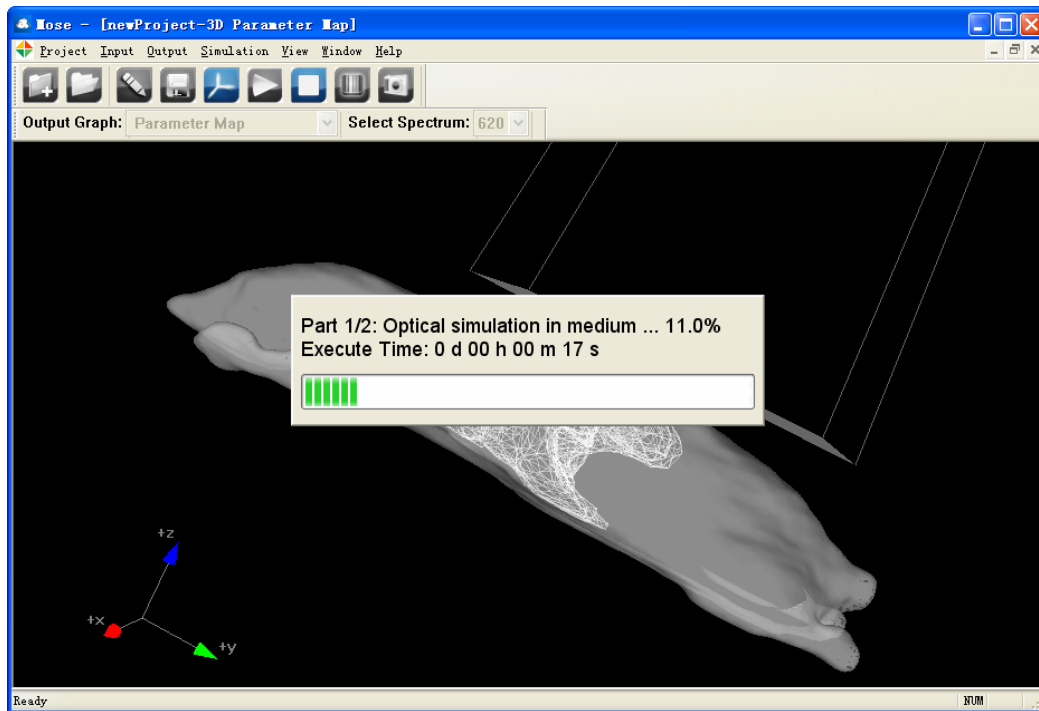 Mose - [newProject-3D Parameter Map]
Project Input Output Simulation View Window Help
Output Graph: Parameter Map Select Spectrum: 620
Part 1/2: Optical simulation in medium ... 11.0%
Execute Time: 0 d 00 h 00 m 17 s
+z
+x
+y
Ready NUM